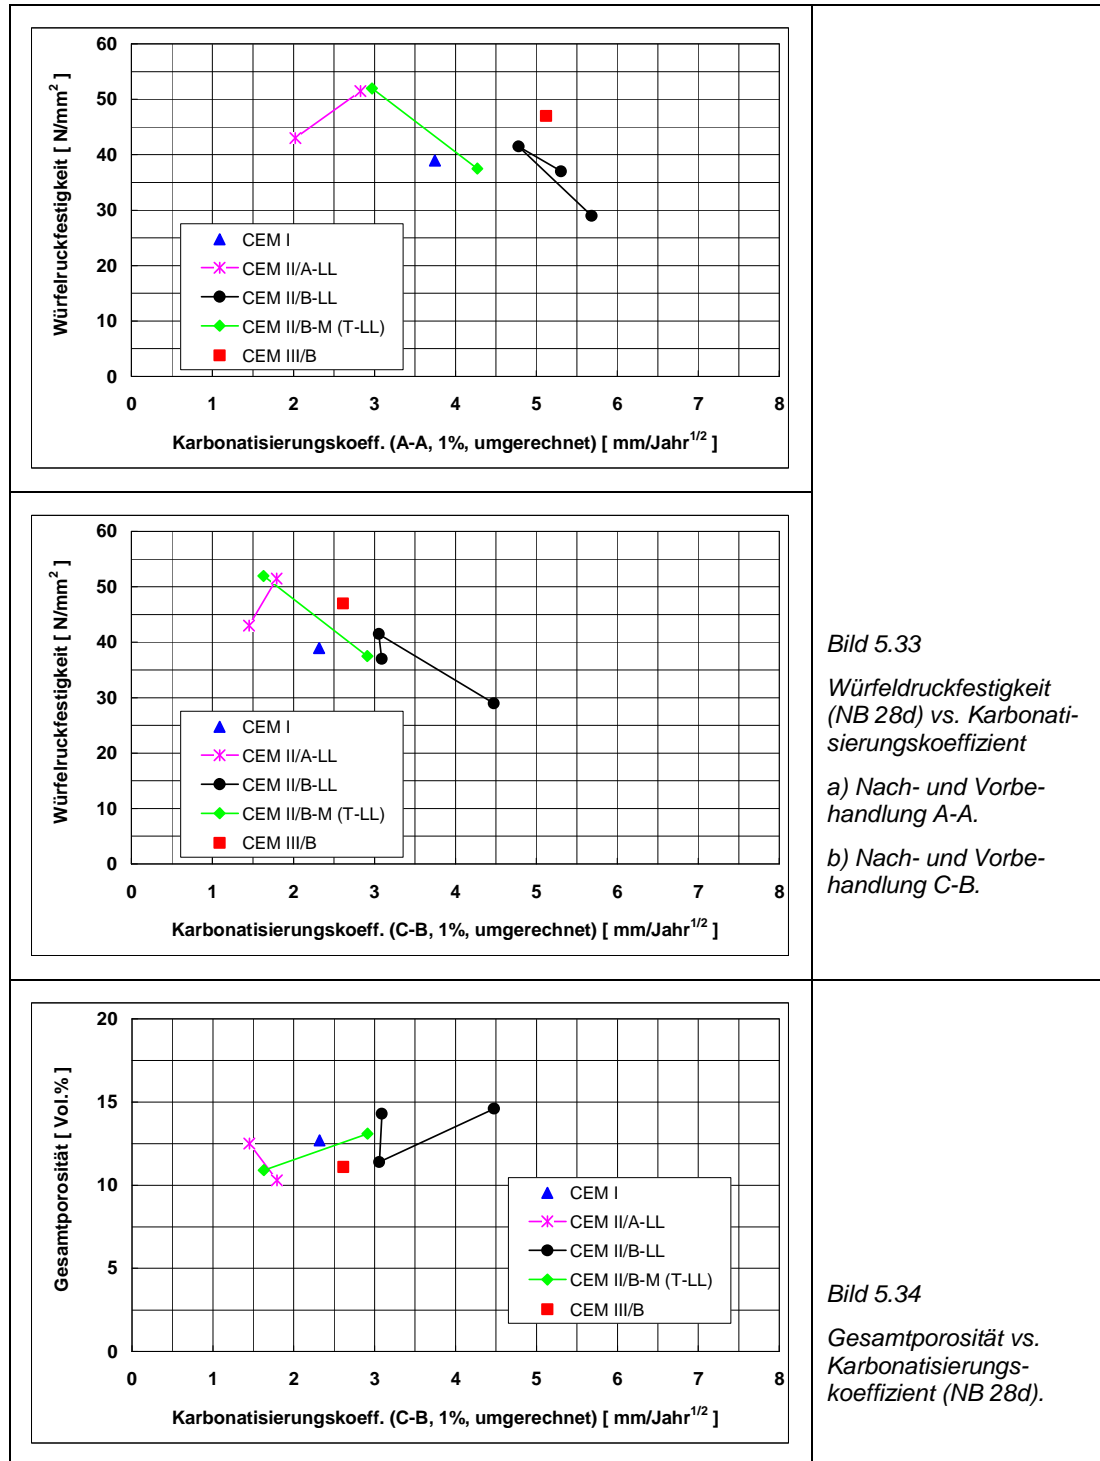 60
50
40
30
20
10
0
Würfelruckfestigkeit [ N/mm² ]
CEM I
CEM II/A-LL
CEM II/B-LL
CEM II/B-M (T-LL)
CEM III/B
0 1 2 3 4 5 6 7 8
Karbonatisierungskoeff. (A-A, 1%, umgerechnet) [ mm/Jahr^1/2 ]
60
50
40
30
20
10
0
Würfelruckfestigkeit [ N/mm² ]
CEM I
CEM II/A-LL
CEM II/B-LL
CEM II/B-M (T-LL)
CEM III/B
0 1 2 3 4 5 6 7 8
Karbonatisierungskoeff. (C-B, 1%, umgerechnet) [ mm/Jahr^1/2 ]
Bild 5.33
Würfeldruckfestigkeit
(NB 28d) vs. Karbonati-
sierungskoeffizient
a) Nach- und Vorbe-
handlung A-A.
b) Nach- und Vorbe-
handlung C-B.
20
15
10
5
0
Gesamtporosität [ Vol.% ]
CEM I
CEM II/A-LL
CEM II/B-LL
CEM II/B-M (T-LL)
CEM III/B
0 1 2 3 4 5 6 7 8
Karbonatisierungskoeff. (C-B, 1%, umgerechnet) [ mm/Jahr^1/2 ]
Bild 5.34
Gesamtporosität vs.
Karbonatisierungs-
koeffizient (NB 28d).